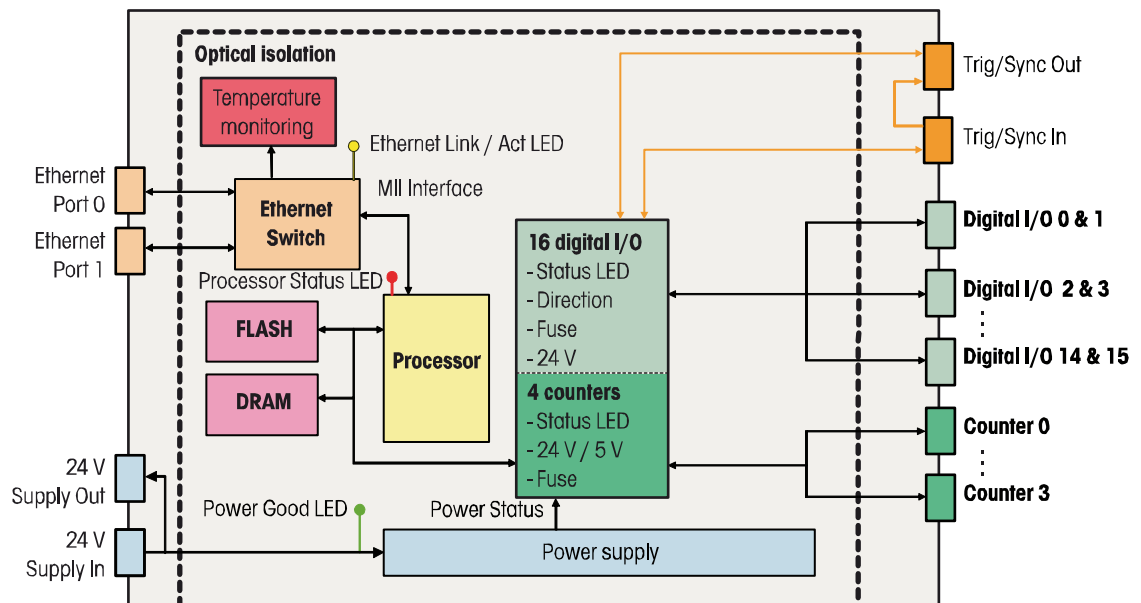 Optical isolation
Temperature
monitoring
Ethernet Link / Act LED
MII Interface
Ethernet
Port 0
Ethernet
Port 1
Ethernet
Switch
Processor Status LED
FLASH
DRAM
Processor
16 digital I/O
- Status LED
- Direction
- Fuse
- 24 V
4 counters
- Status LED
- 24 V / 5 V
- Fuse
Trig/Sync Out
Trig/Sync In
Digital I/O 0 & 1
Digital I/O 2 & 3
Digital I/O 14 & 15
Counter 0
Counter 3
24 V
Supply Out
24 V
Supply In
Power Good LED
Power Status
Power supply